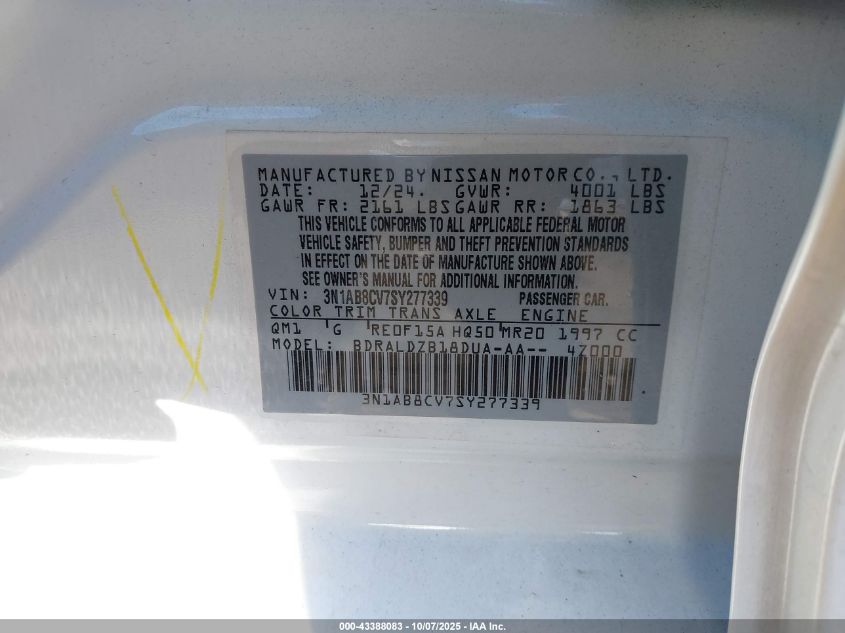 MANUFACTURED BY NISSAN MOTOR CO., LTD.
DATE: 12/24. GVWR: 4001 LBS
GAWR FR: 2161 LBS GAWR RR: 1863 LBS
THIS VEHICLE CONFORMS TO ALL APPLICABLE FEDERAL MOTOR
VEHICLE SAFETY, BUMPER AND THEFT PREVENTION STANDARDS
IN EFFECT ON THE DATE OF MANUFACTURE SHOWN ABOVE.
SEE OWNER'S MANUAL FOR ADDITIONAL INFORMATION.
VIN: 3N1AB8CV7SY277339 PASSENGER CAR.
COLOR TRIM TRANS AXLE ENGINE
QM1 G RE0F15A HQ50 MR20 1997 CC
MODEL: BDRALDZB18DUA-AA-- 47000
3N1AB8CV7SY277339
000-43388083 - 10/07/2025 - IAA Inc.